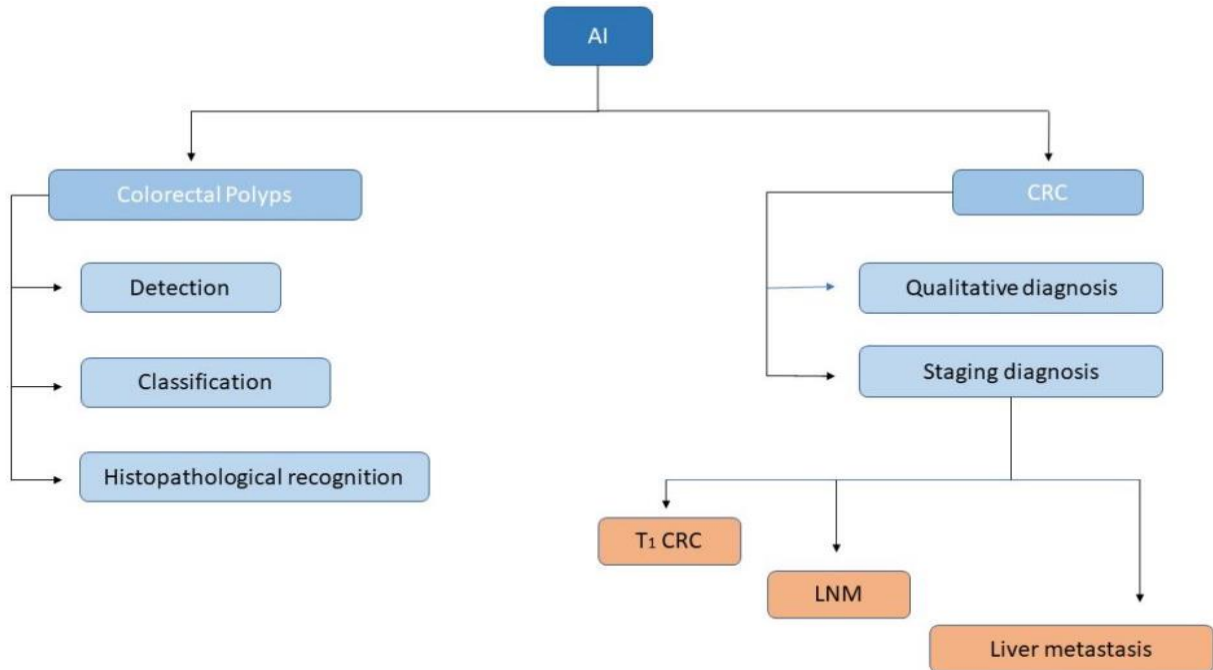 AI
Colorectal Polyps
Detection
Classification
Histopathological recognition
CRC
Qualitative diagnosis
Staging diagnosis
T₁ CRC
LNM
Liver metastasis